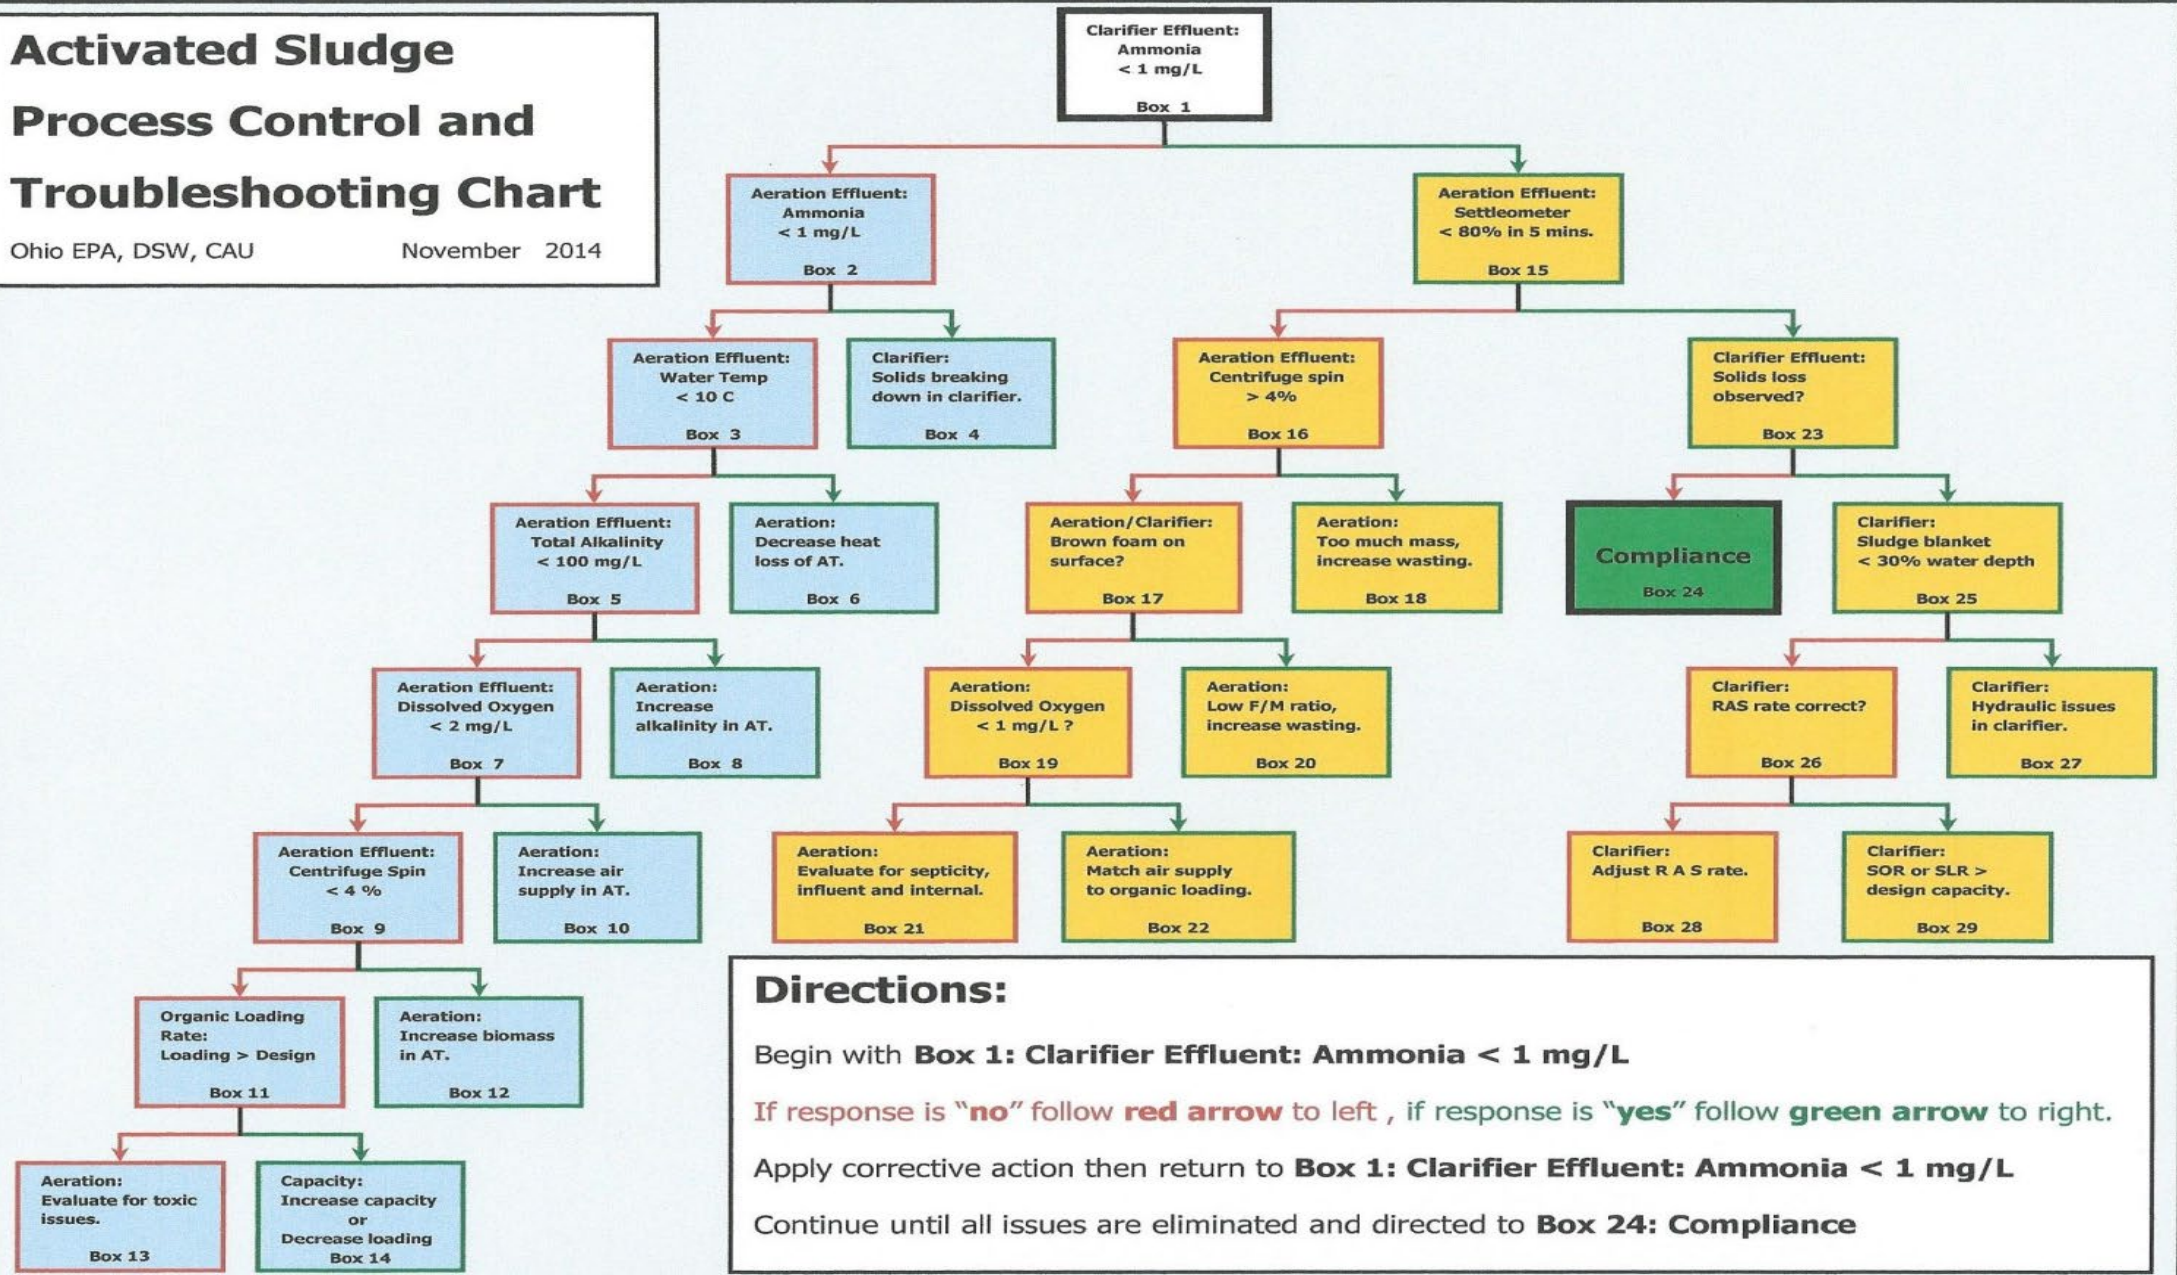 Activated Sludge
Process Control and
Troubleshooting Chart
Ohio EPA, DSW, CAU November 2014
Clarifier Effluent:
Ammonia
< 1 mg/L
Box 1
Aeration Effluent:
Ammonia
< 1 mg/L
Box 2
Aeration Effluent:
Settleometer
< 80% in 5 mins.
Box 15
Aeration Effluent:
Water Temp
< 10 C
Box 3
Clarifier:
Solids breaking
down in clarifier.
Box 4
Aeration Effluent:
Centrifuge spin
> 4%
Box 16
Clarifier Effluent:
Solids loss
observed?
Box 23
Aeration Effluent:
Total Alkalinity
< 100 mg/L
Box 5
Aeration:
Decrease heat
loss of AT.
Box 6
Aeration/Clarifier:
Brown foam on
surface?
Box 17
Aeration:
Too much mass,
increase wasting.
Box 18
Compliance
Box 24
Clarifier:
Sludge blanket
< 30% water depth
Box 25
Aeration Effluent:
Dissolved Oxygen
< 2 mg/L
Box 7
Aeration:
Increase
alkalinity in AT.
Box 8
Aeration:
Dissolved Oxygen
< 1 mg/L ?
Box 19
Aeration:
Low F/M ratio,
increase wasting.
Box 20
Clarifier:
RAS rate correct?
Box 26
Clarifier:
Hydraulic issues
in clarifier.
Box 27
Aeration Effluent:
Centrifuge Spin
< 4 %
Box 9
Aeration:
Increase air
supply in AT.
Box 10
Aeration:
Evaluate for septicity,
influent and internal.
Box 21
Aeration:
Match air supply
to organic loading.
Box 22
Clarifier:
Adjust R A S rate.
Box 28
Clarifier:
SOR or SLR >
design capacity.
Box 29
Organic Loading
Rate:
Loading > Design
Box 11
Aeration:
Increase biomass
in AT.
Box 12
Aeration:
Evaluate for toxic
issues.
Box 13
Capacity:
Increase capacity
or
Decrease loading
Box 14
Directions:
Begin with Box 1: Clarifier Effluent: Ammonia < 1 mg/L
If response is "no" follow red arrow to left , if response is "yes" follow green arrow to right.
Apply corrective action then return to Box 1: Clarifier Effluent: Ammonia < 1 mg/L
Continue until all issues are eliminated and directed to Box 24: Compliance